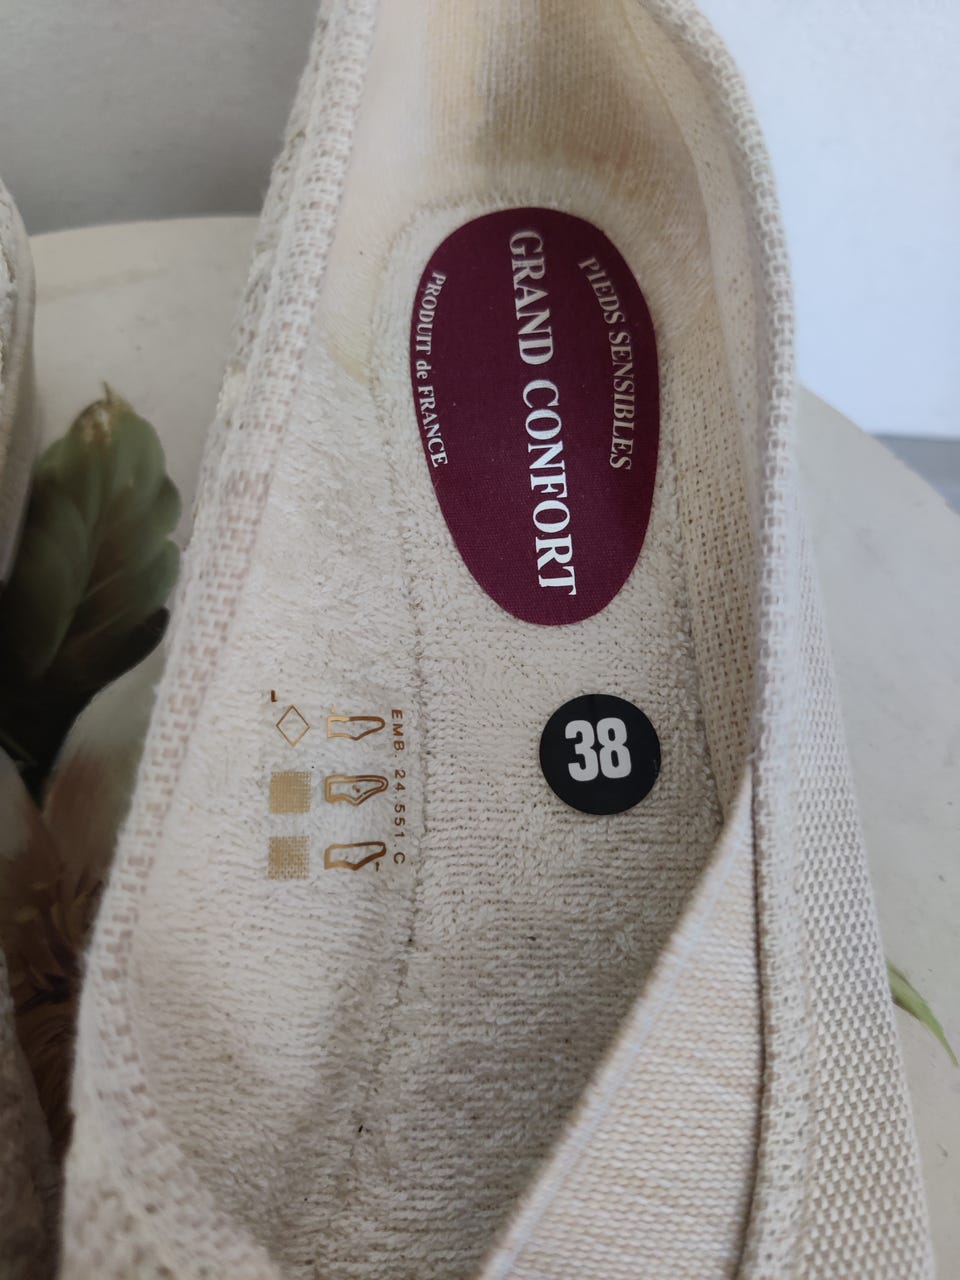 PIEDS SENSIBLES
GRAND CONFORT
PRODUIT de FRANCE
38
EMB 24.551 C